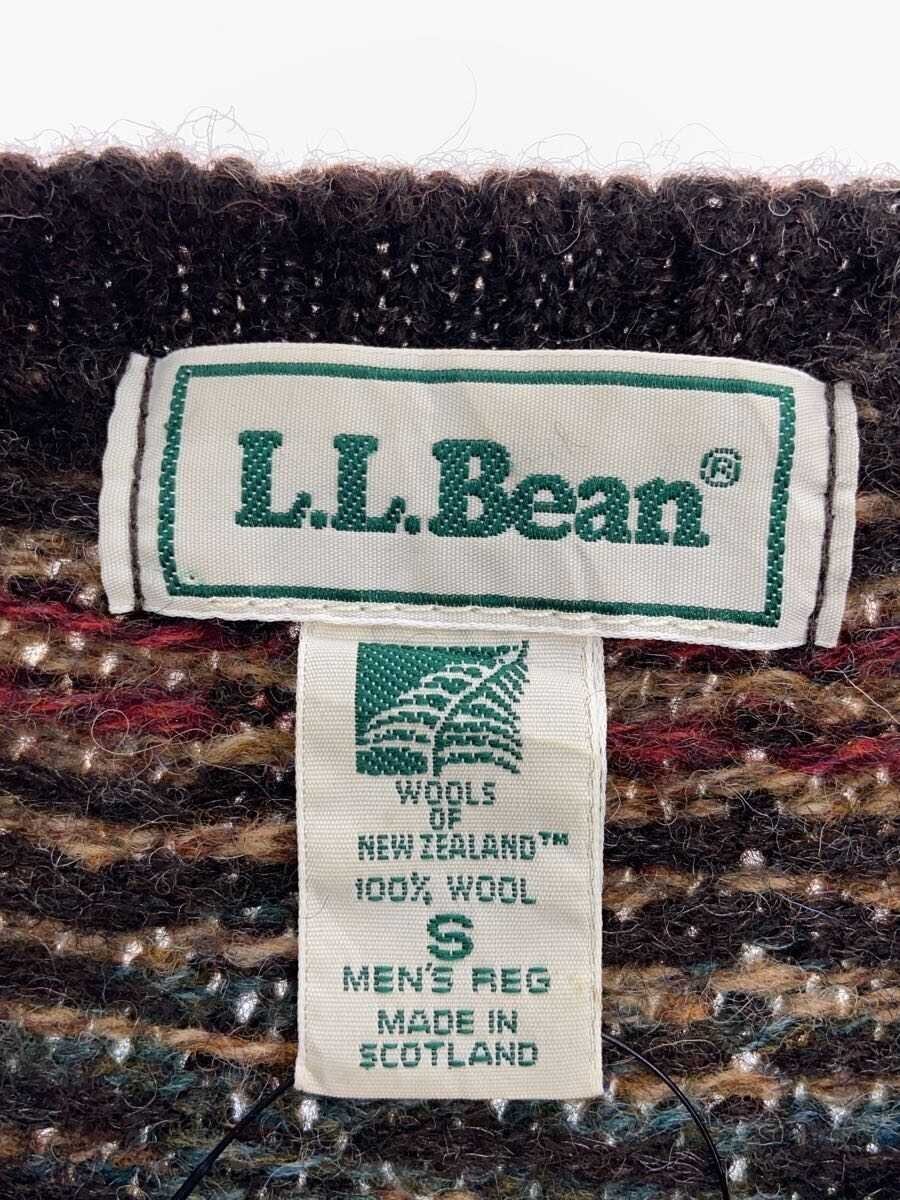 L.L.Bean®
WOOLS
OF
NEW ZEALAND™
100% WOOL
S
MEN'S REG
MADE IN
SCOTLAND